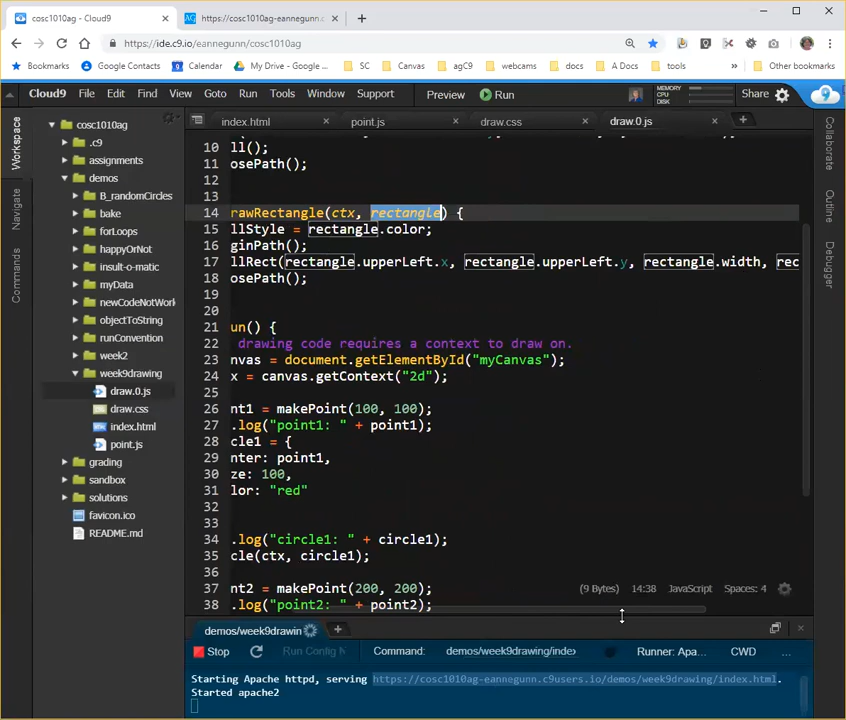 cosc1010ag - Cloud9
https://cosc1010ag-eannegunn.c9
https://ide.c9.io/eannegunn/cosc1010ag
Bookmarks Google Contacts Calendar My Drive - Google ... SC Canvas agC9 webcams docs A Docs tools » Other bookmarks
Cloud9 File Edit Find View Goto Run Tools Window Support Preview Run MEMORY CPU DISK Share
index.html point.js draw.css draw.0.js
Workspace
Navigate
Commands
cosc1010ag
.c9
assignments
demos
B_randomCircles
bake
forLoops
happyOrNot
insult-o-matic
myData
newCodeNotWork
objectToString
runConvention
week2
week9drawing
draw.0.js
draw.css
index.html
point.js
grading
sandbox
solutions
favicon.ico
README.md
10 ll();
11 osePath();
12
13
14 rawRectangle(ctx, rectangle) {
15 llStyle = rectangle.color;
16 ginPath();
17 llRect(rectangle.upperLeft.x, rectangle.upperLeft.y, rectangle.width, rec
18 osePath();
19
20
21 un() {
22 drawing code requires a context to draw on.
23 nvas = document.getElementById("myCanvas");
24 x = canvas.getContext("2d");
25
26 nt1 = makePoint(100, 100);
27 .log("point1: " + point1);
28 cle1 = {
29 nter: point1,
30 ze: 100,
31 lor: "red"
32
33
34 .log("circle1: " + circle1);
35 cle(ctx, circle1);
36
37 nt2 = makePoint(200, 200);
38 .log("point2: " + point2);
(9 Bytes) 14:38 JavaScript Spaces: 4
Collaborate
Outline
Debugger
demos/week9drawin
Stop Run Config N Command: demos/week9drawing/index Runner: Apa... CWD ...
Starting Apache httpd, serving https://cosc1010ag-eannegunn.c9users.io/demos/week9drawing/index.html.
Started apache2